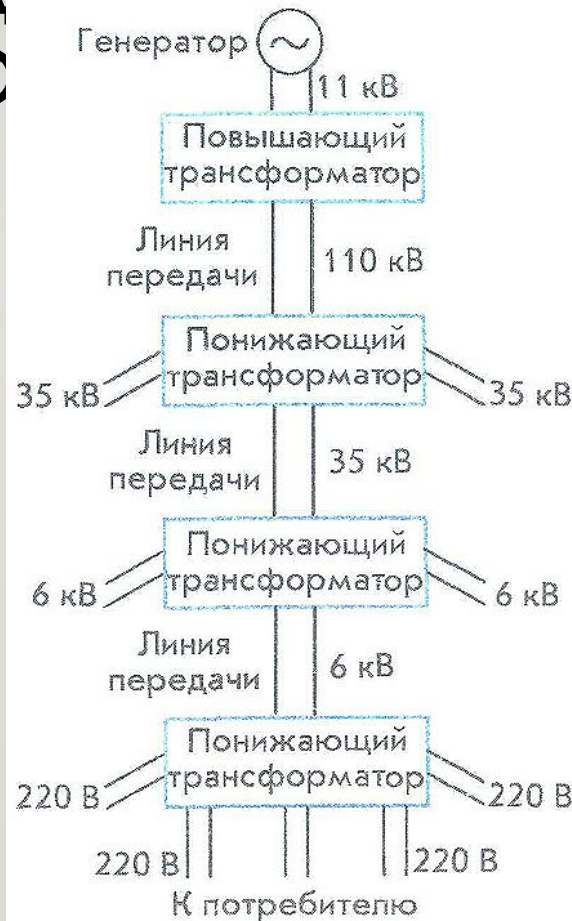 Генератор
11 кВ
Повышающий
трансформатор
Линия
передачи
110 кВ
Понижающий
трансформатор
35 кВ
35 кВ
Линия
передачи
35 кВ
Понижающий
трансформатор
6 кВ
6 кВ
Линия
передачи
6 кВ
Понижающий
трансформатор
220 В
220 В
220 В
220 В
К потребителю